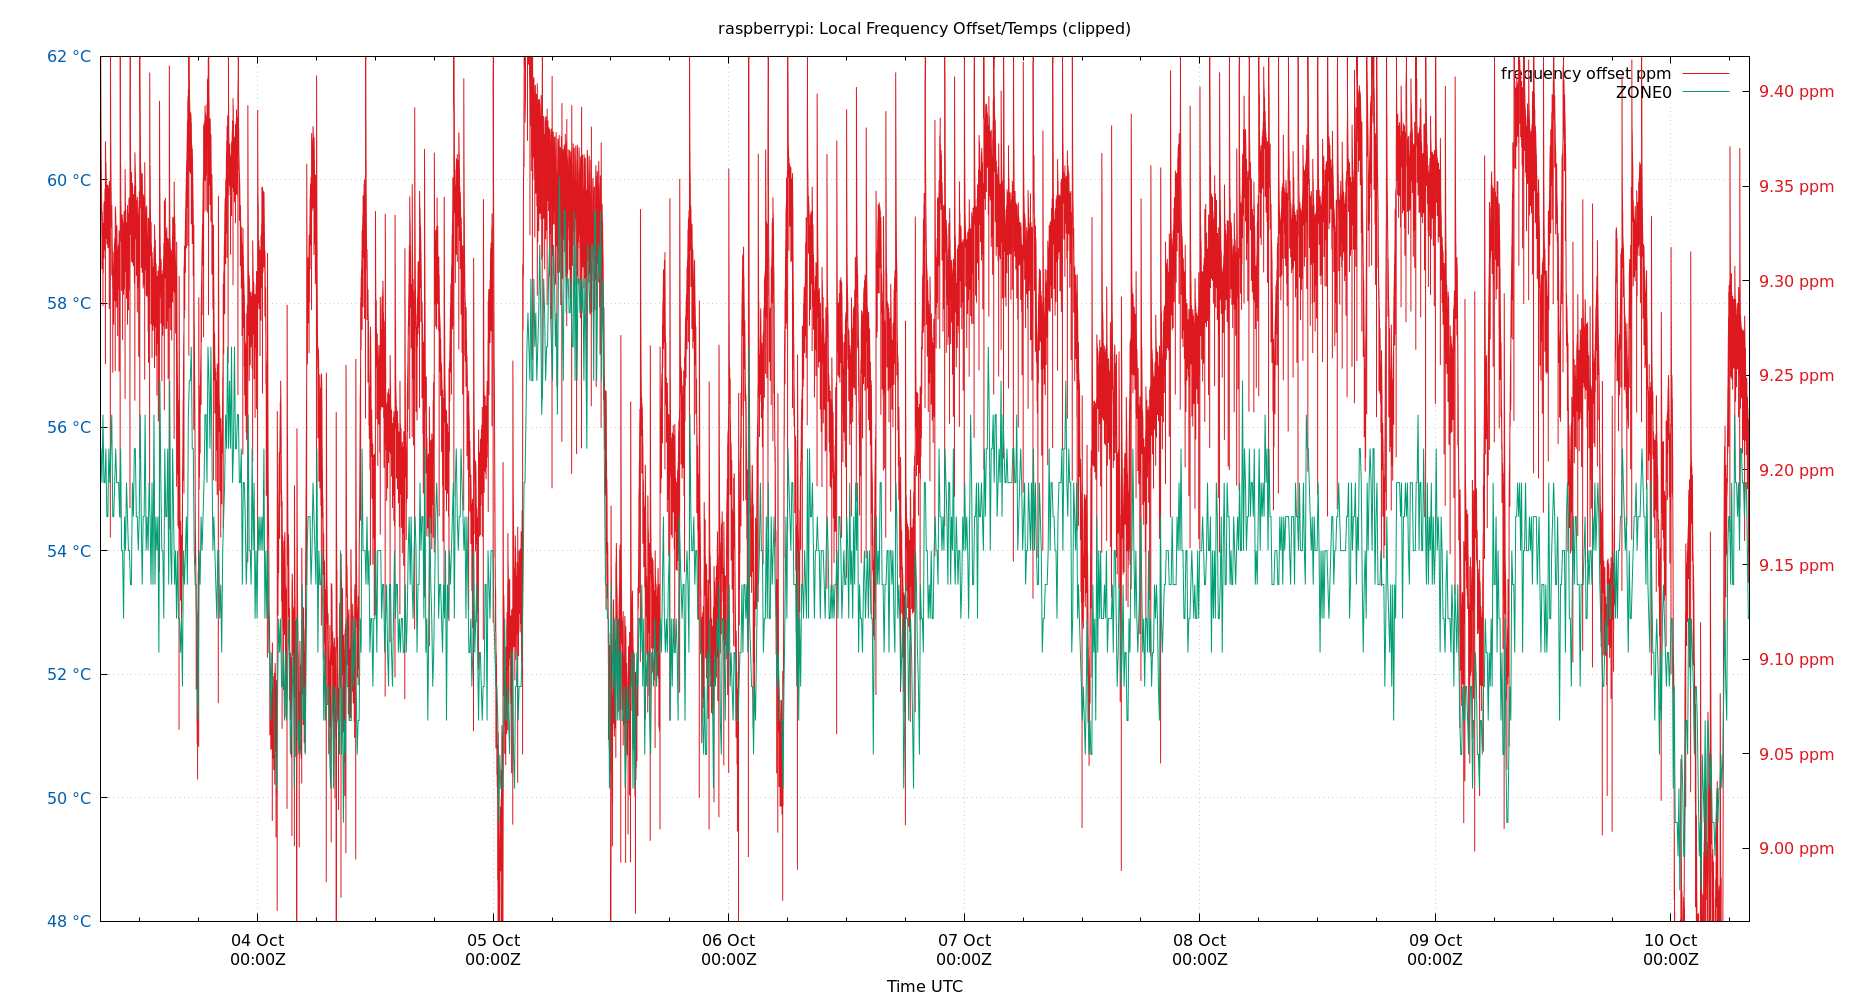 raspberrypi: Local Frequency Offset/Temps (clipped)
62 °C
60 °C
58 °C
56 °C
54 °C
52 °C
50 °C
48 °C
frequency offset ppm
ZONE0
9.40 ppm
9.35 ppm
9.30 ppm
9.25 ppm
9.20 ppm
9.15 ppm
9.10 ppm
9.05 ppm
9.00 ppm
04 Oct
00:00Z
05 Oct
00:00Z
06 Oct
00:00Z
07 Oct
00:00Z
08 Oct
00:00Z
09 Oct
00:00Z
10 Oct
00:00Z
Time UTC